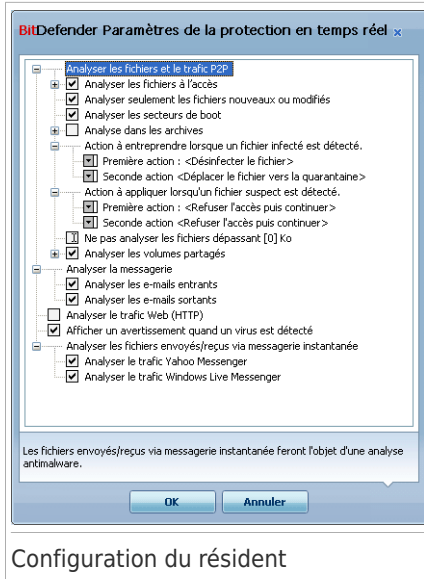 BitDefender Paramètres de la protection en temps réel
Analyser les fichiers et le trafic P2P
Analyser les fichiers à l'accès
Analyser seulement les fichiers nouveaux ou modifiés
Analyser les secteurs de boot
Analyse dans les archives
Action à entreprendre lorsque un fichier infecté est détecté.
Première action : <Désinfecter le fichier>
Seconde action <Déplacer le fichier vers la quarantaine>
Action à appliquer lorsqu'un fichier suspect est détecté.
Première action : <Refuser l'accès puis continuer>
Seconde action <Refuser l'accès puis continuer>
Ne pas analyser les fichiers dépassant [0] Ko
Analyser les volumes partagés
Analyser la messagerie
Analyser les e-mails entrants
Analyser les e-mails sortants
Analyser le trafic Web (HTTP)
Afficher un avertissement quand un virus est détecté
Analyser les fichiers envoyés/reçus via messagerie instantanée
Analyser le trafic Yahoo Messenger
Analyser le trafic Windows Live Messenger
Les fichiers envoyés/reçus via messagerie instantanée feront l'objet d'une analyse
antimalware.
OK Annuler
Configuration du résident